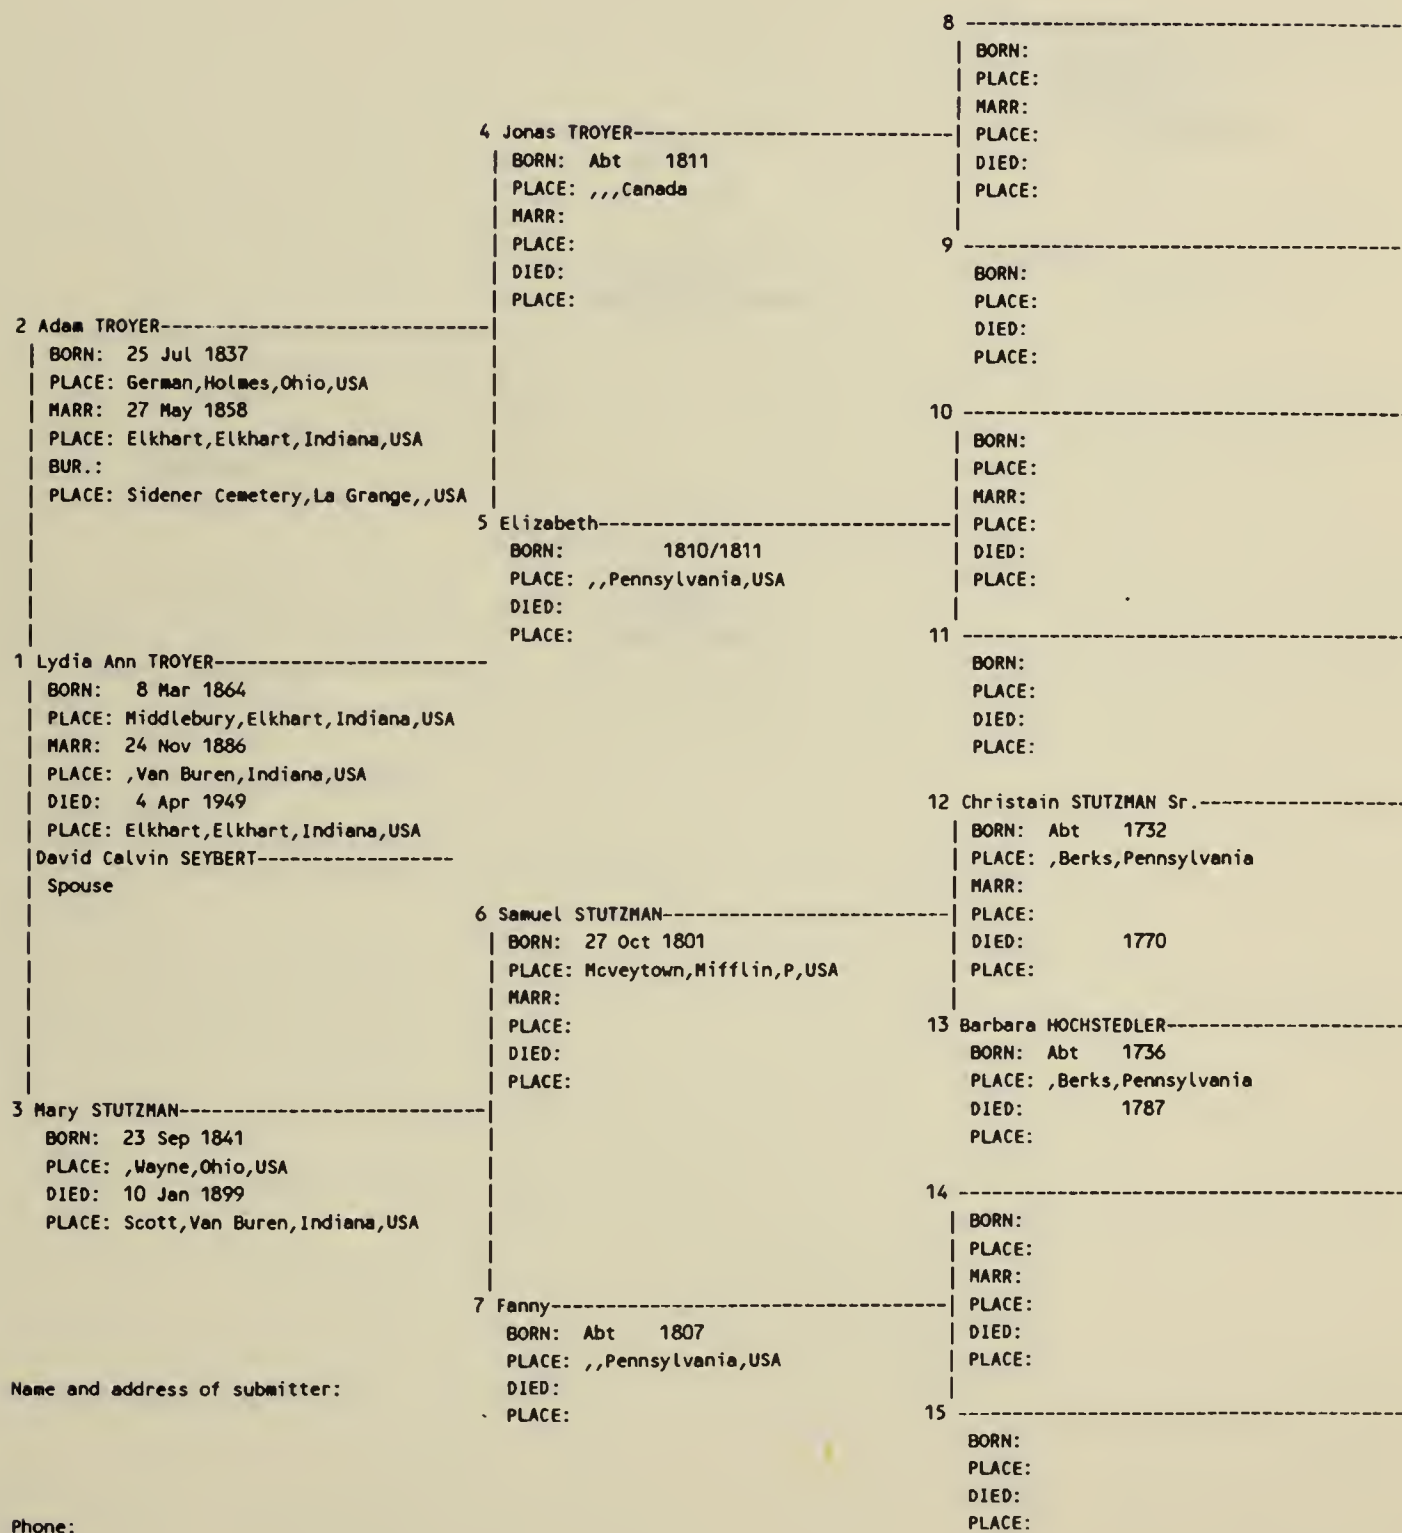 8
BORN:
PLACE:
MARR:
PLACE:
DIED:
PLACE:
4 Jonas TROYER
BORN: Abt 1811
PLACE: ,,,Canada
MARR:
PLACE:
DIED:
PLACE:
9
BORN:
PLACE:
DIED:
PLACE:
2 Adam TROYER
BORN: 25 Jul 1837
PLACE: German,Holmes,Ohio,USA
MARR: 27 May 1858
PLACE: Elkhart,Elkhart,Indiana,USA
BUR.:
PLACE: Sidener Cemetery,La Grange,,USA
10
BORN:
PLACE:
MARR:
PLACE:
DIED:
PLACE:
5 Elizabeth
BORN: 1810/1811
PLACE: ,,Pennsylvania,USA
DIED:
PLACE:
11
BORN:
PLACE:
DIED:
PLACE:
1 Lydia Ann TROYER
BORN: 8 Mar 1864
PLACE: Middlebury,Elkhart,Indiana,USA
MARR: 24 Nov 1886
PLACE: ,Van Buren,Indiana,USA
DIED: 4 Apr 1949
PLACE: Elkhart,Elkhart,Indiana,USA
David Calvin SEYBERT
Spouse
12 Christain STUTZMAN Sr.
BORN: Abt 1732
PLACE: ,Berks,Pennsylvania
MARR:
PLACE:
DIED: 1770
PLACE:
6 Samuel STUTZMAN
BORN: 27 Oct 1801
PLACE: Mcveytown,Mifflin,P,USA
MARR:
PLACE:
DIED:
PLACE:
13 Barbara HOCHSTEDLER
BORN: Abt 1736
PLACE: ,Berks,Pennsylvania
DIED: 1787
PLACE:
3 Mary STUTZMAN
BORN: 23 Sep 1841
PLACE: ,Wayne,Ohio,USA
DIED: 10 Jan 1899
PLACE: Scott,Van Buren,Indiana,USA
14
BORN:
PLACE:
MARR:
PLACE:
DIED:
PLACE:
7 Fanny
BORN: Abt 1807
PLACE: ,,Pennsylvania,USA
DIED:
PLACE:
15
BORN:
PLACE:
DIED:
PLACE:
Name and address of submitter:
Phone: